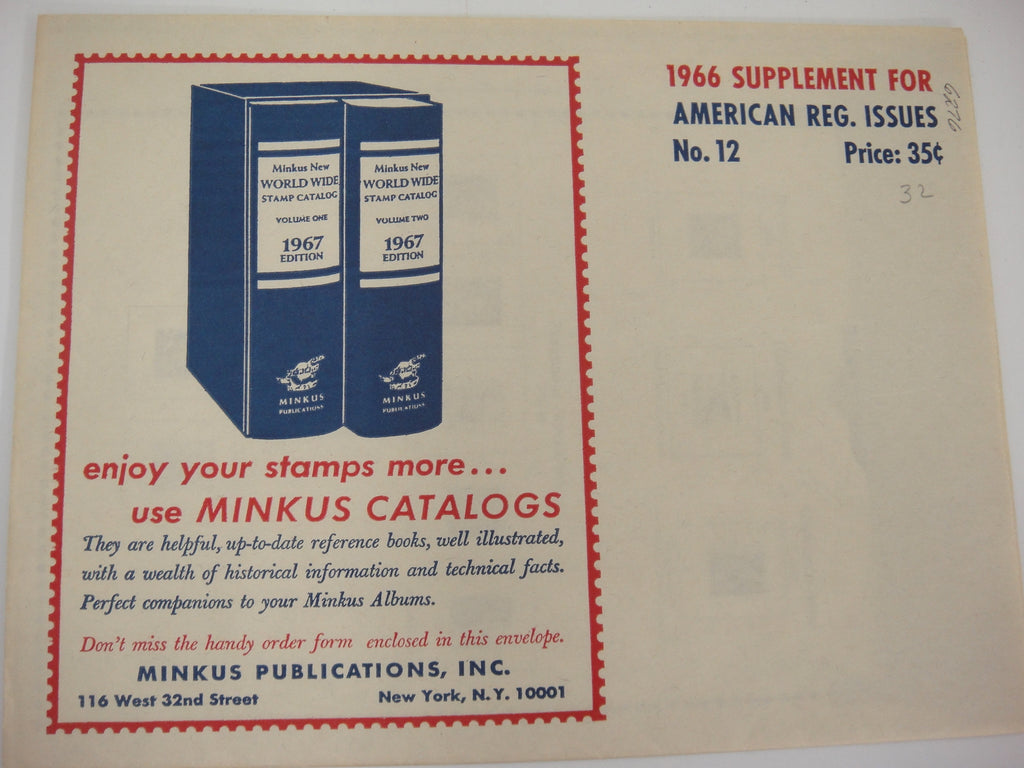 1966 SUPPLEMENT FOR
AMERICAN REG. ISSUES
No. 12 Price: 35¢
6276
32
Minkus New
WORLD WIDE
STAMP CATALOG
VOLUME ONE
1967
EDITION
MINKUS
PUBLICATIONS
Minkus New
WORLD WIDE
STAMP CATALOG
VOLUME TWO
1967
EDITION
MINKUS
PUBLICATIONS
enjoy your stamps more...
use MINKUS CATALOGS
They are helpful, up-to-date reference books, well illustrated,
with a wealth of historical information and technical facts.
Perfect companions to your Minkus Albums.
Don't miss the handy order form enclosed in this envelope.
MINKUS PUBLICATIONS, INC.
116 West 32nd Street New York, N.Y. 10001